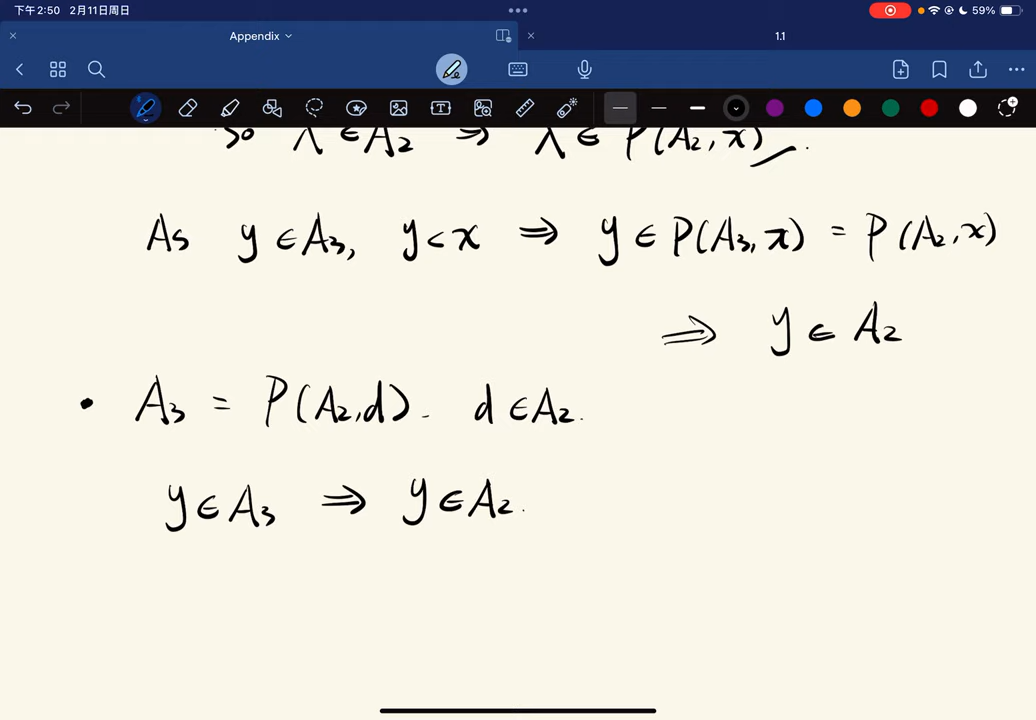 下午2:50 2月11日周日 59%
Appendix 1.1
so λ ∈ A₂ ⇒ λ ∈ P(A₂, x).
As y ∈ A₃, y < x ⇒ y ∈ P(A₃, x) = P(A₂, x)
⇒ y ∈ A₂
• A₃ = P(A₂, d). d ∈ A₂.
y ∈ A₃ ⇒ y ∈ A₂.